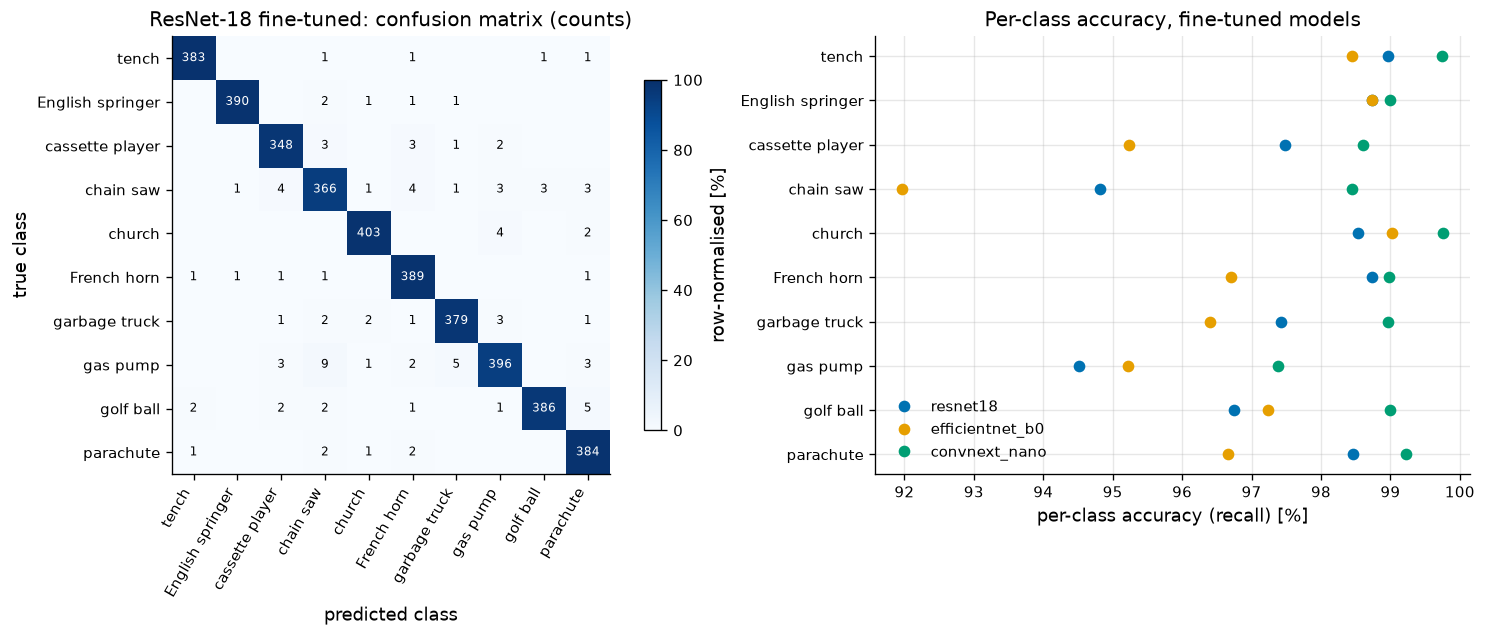 ResNet-18 fine-tuned: confusion matrix (counts)
true class
tench 383 1 1 1 1
English springer 390 2 1 1 1
cassette player 348 3 3 1 2
chain saw 1 4 366 1 4 1 3 3 3
church 403 4 2
French horn 1 1 1 1 389 1
garbage truck 1 2 2 1 379 3 1
gas pump 3 9 1 2 5 396 3
golf ball 2 2 2 1 1 386 5
parachute 1 2 1 2 384
tench
English springer
cassette player
chain saw
church
French horn
garbage truck
gas pump
golf ball
parachute
predicted class
100
80
60
40
20
0
row-normalised [%]
Per-class accuracy, fine-tuned models
tench
English springer
cassette player
chain saw
church
French horn
garbage truck
gas pump
golf ball
parachute
resnet18
efficientnet_b0
convnext_nano
92 93 94 95 96 97 98 99 100
per-class accuracy (recall) [%]